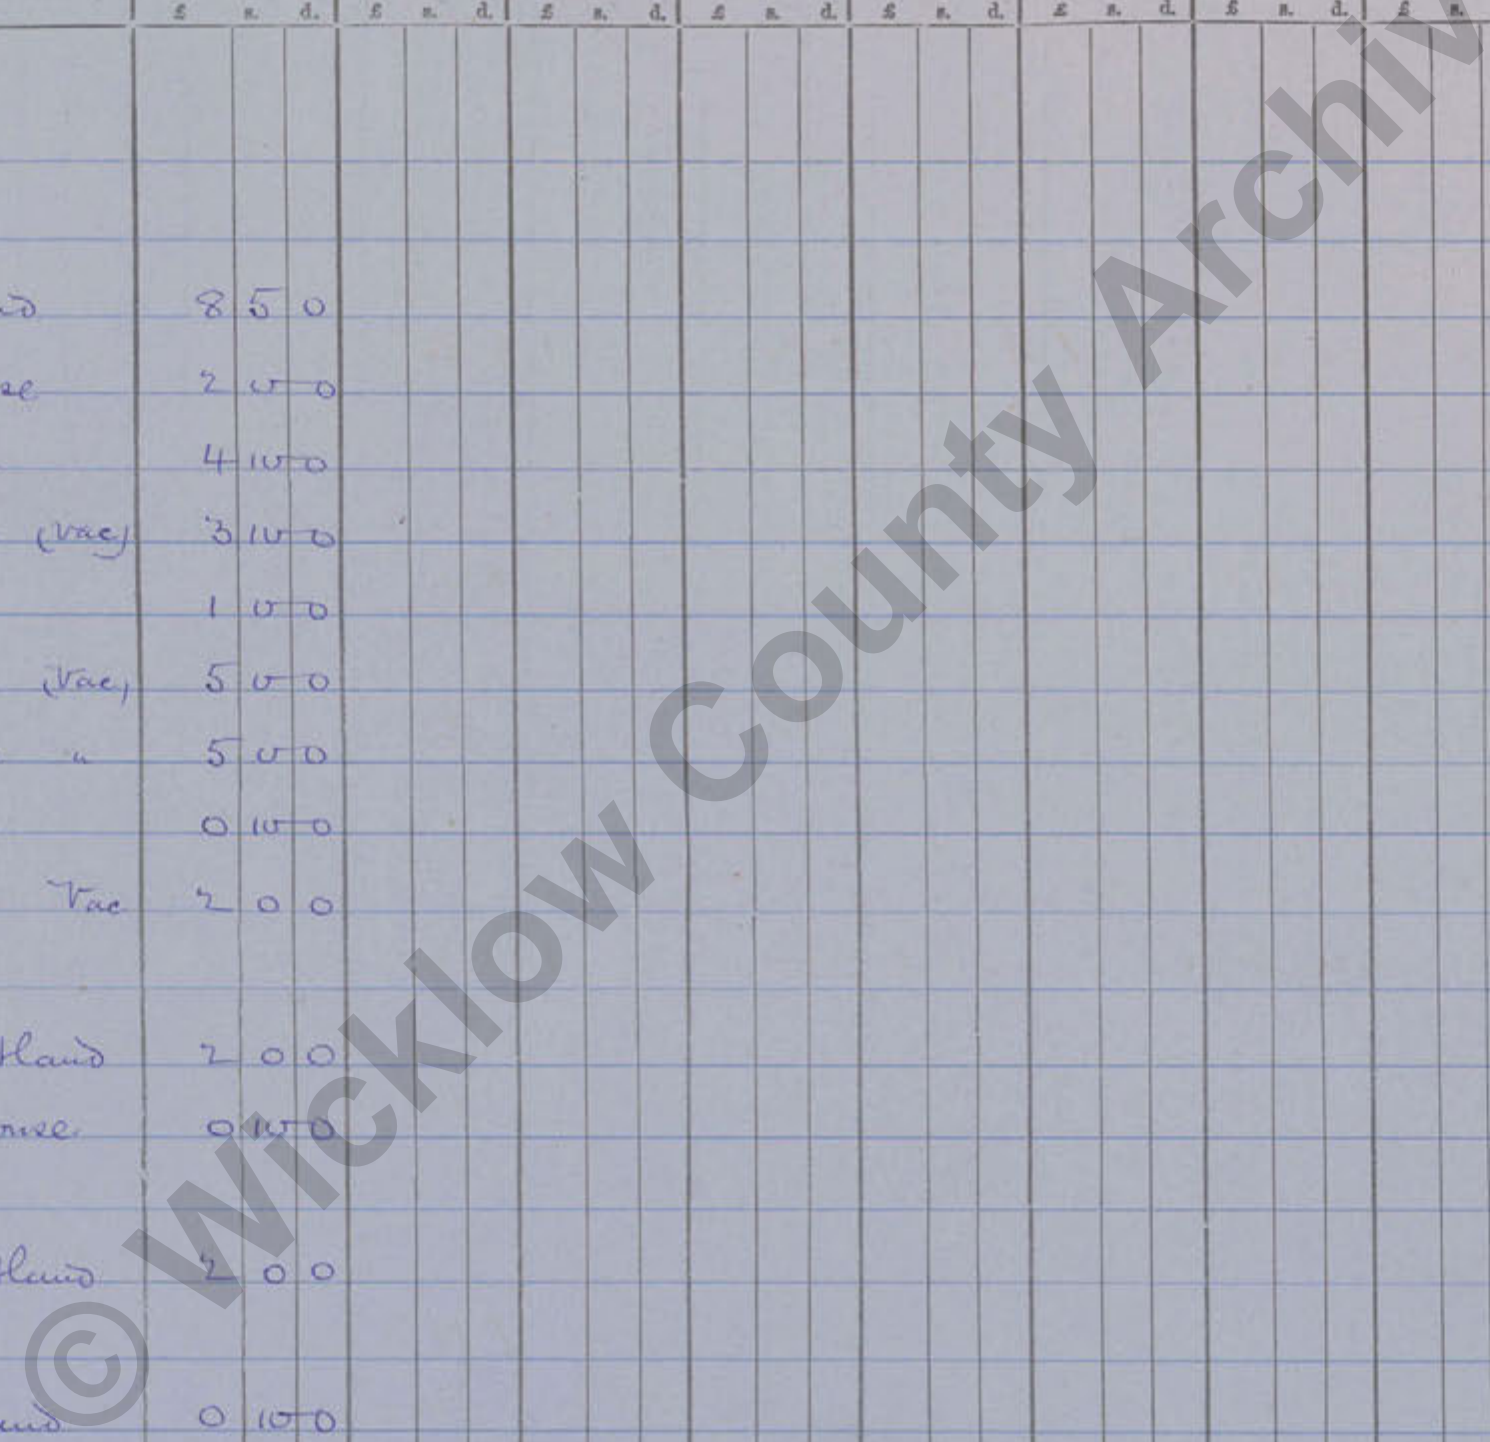 £ s. d. £ s. d. £ s. d. £ s. d. £ s. d. £ s. d. £ s. d. £ s.
8 5 0
2 0 0
4 10 0
(Vac) 3 10 0
1 0 0
(Vac) 5 0 0
" 5 0 0
0 10 0
Vac 2 0 0
2 0 0
0 10 0
2 0 0
0 10 0
© Wicklow County Archiv